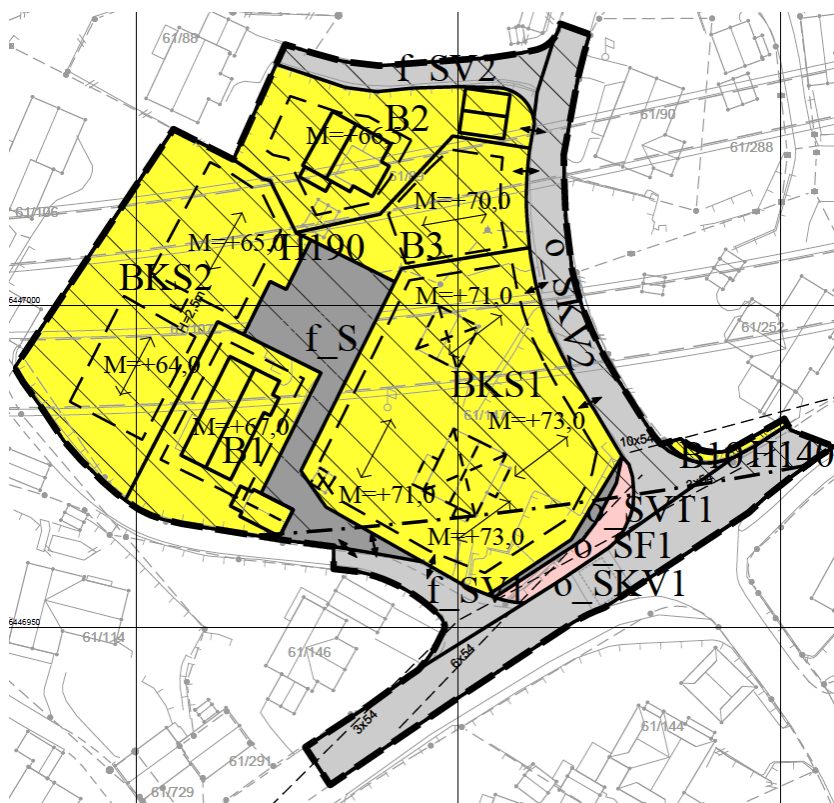 61/88
f_SV2
B2
M=+66,5
61/90
61/288
61/106
M=+70,0
M=+65,0
H190
B3
BKS2
M=+71,0
o_SKV2
6447000
61/252
f_S
M=+64,0
BKS1
M=+73,0
M=+67,0
B1
10x54
B10
H140
3x54
M=+71,0
o_SVT1
M=+73,0
o_SF1
f_SV1
o_SKV1
6446950
61/114
61/146
6x54
3x54
61/144
61/291
61/729